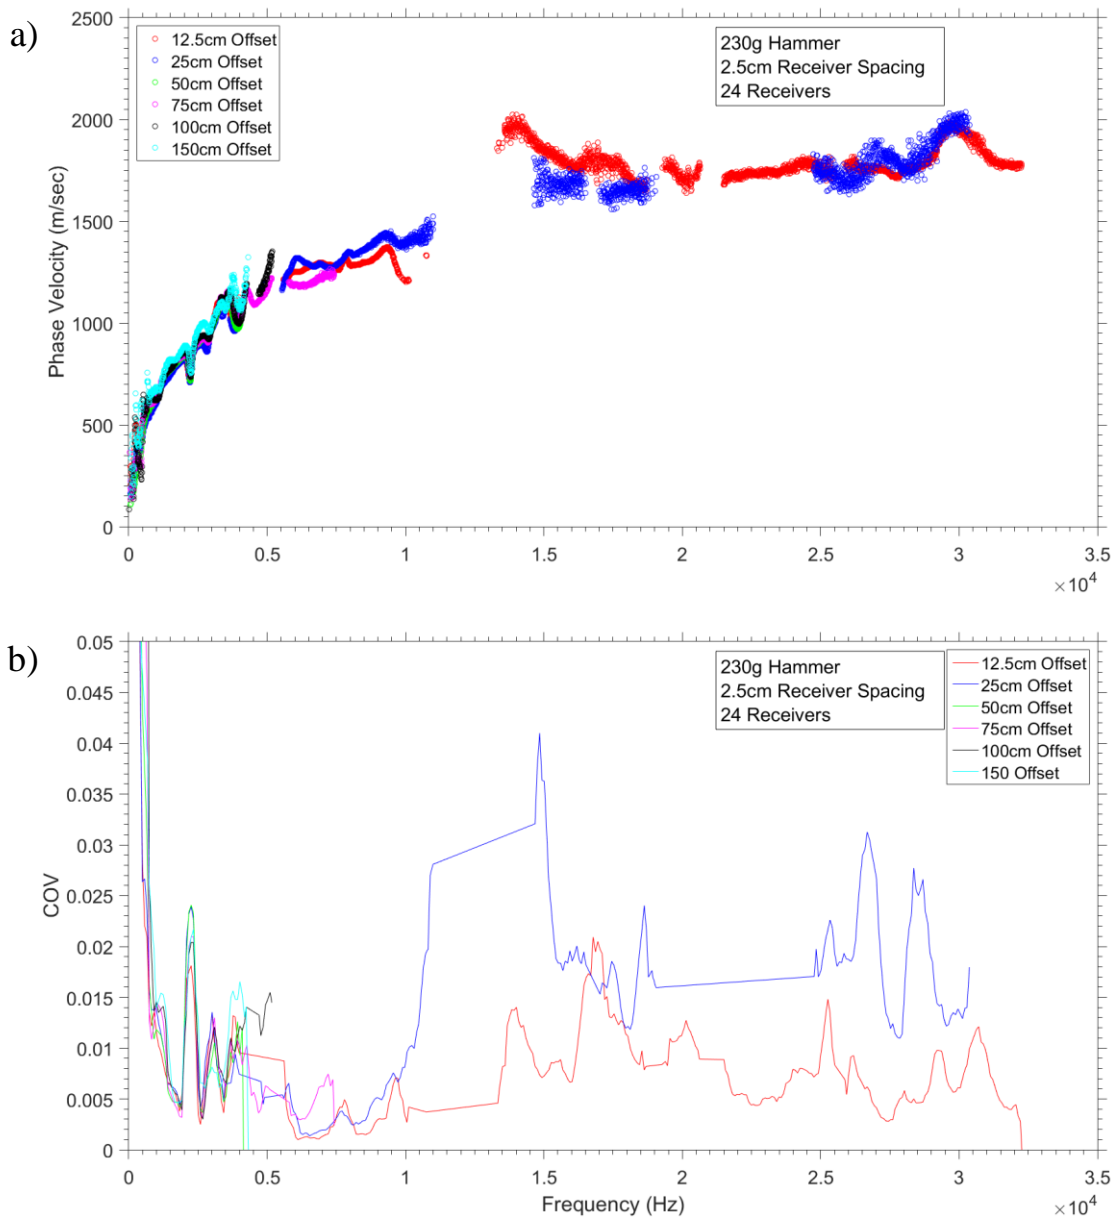 a)
2500
2000
1500
1000
500
0
Phase Velocity (m/sec)
12.5cm Offset
25cm Offset
50cm Offset
75cm Offset
100cm Offset
150cm Offset
230g Hammer
2.5cm Receiver Spacing
24 Receivers
0 0.5 1 1.5 2 2.5 3 3.5
×10⁴
b)
0.05
0.045
0.04
0.035
0.03
0.025
0.02
0.015
0.01
0.005
0
COV
230g Hammer
2.5cm Receiver Spacing
24 Receivers
12.5cm Offset
25cm Offset
50cm Offset
75cm Offset
100cm Offset
150 Offset
0 0.5 1 1.5 2 2.5 3 3.5
Frequency (Hz)
×10⁴